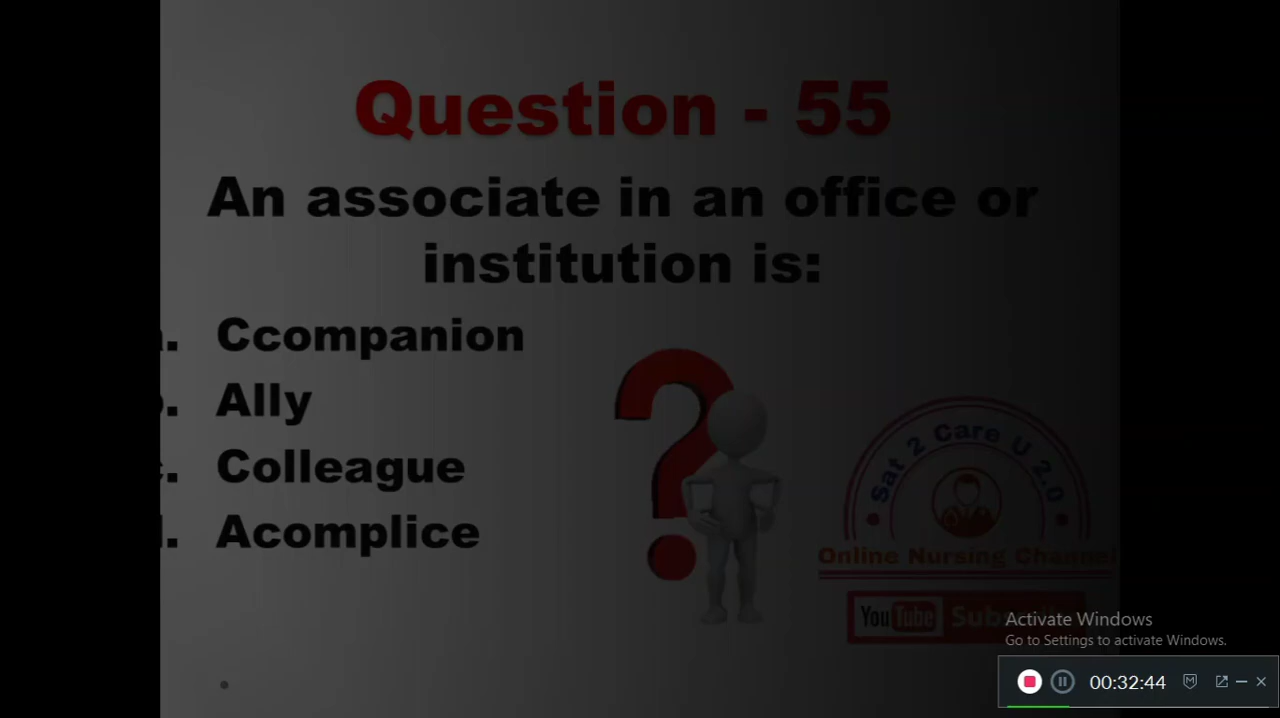 Question - 55
An associate in an office or
institution is:
. Ccompanion
. Ally
. Colleague
. Acomplice
Sat 2 Care U 2.0
Online Nursing Channel
YouTube
Activate Windows
Go to Settings to activate Windows.
00:32:44